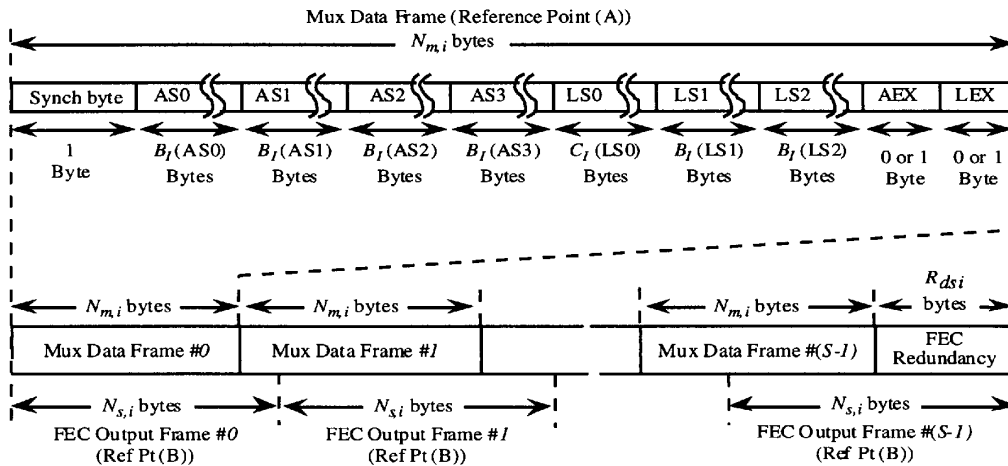 Mux Data Frame (Reference Point (A))
N_{m,i} bytes
Synch byte AS0 AS1 AS2 AS3 LS0 LS1 LS2 AEX LEX
1 B_I (AS0) B_I (AS1) B_I (AS2) B_I (AS3) C_I (LS0) B_I (LS1) B_I (LS2) 0 or 1 0 or 1
Byte Bytes Bytes Bytes Bytes Bytes Bytes Bytes Byte Byte
R_{dsi}
N_{m,i} bytes N_{m,i} bytes N_{m,i} bytes bytes
Mux Data Frame #0 Mux Data Frame #1 Mux Data Frame #(S-1) FEC
Redundancy
N_{s,i} bytes N_{s,i} bytes N_{s,i} bytes
FEC Output Frame #0 FEC Output Frame #1 FEC Output Frame #(S-1)
(Ref Pt (B)) (Ref Pt (B)) (Ref Pt (B))